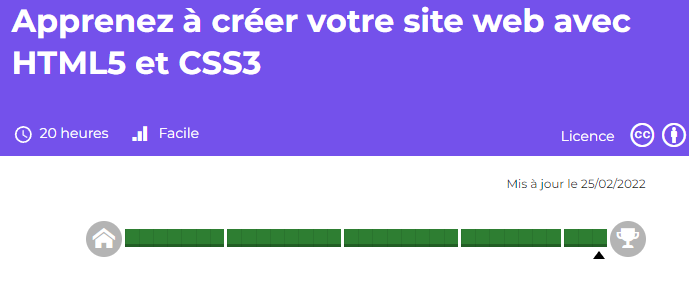 Apprenez à créer votre site web avec
HTML5 et CSS3
20 heures Facile Licence cc
Mis à jour le 25/02/2022